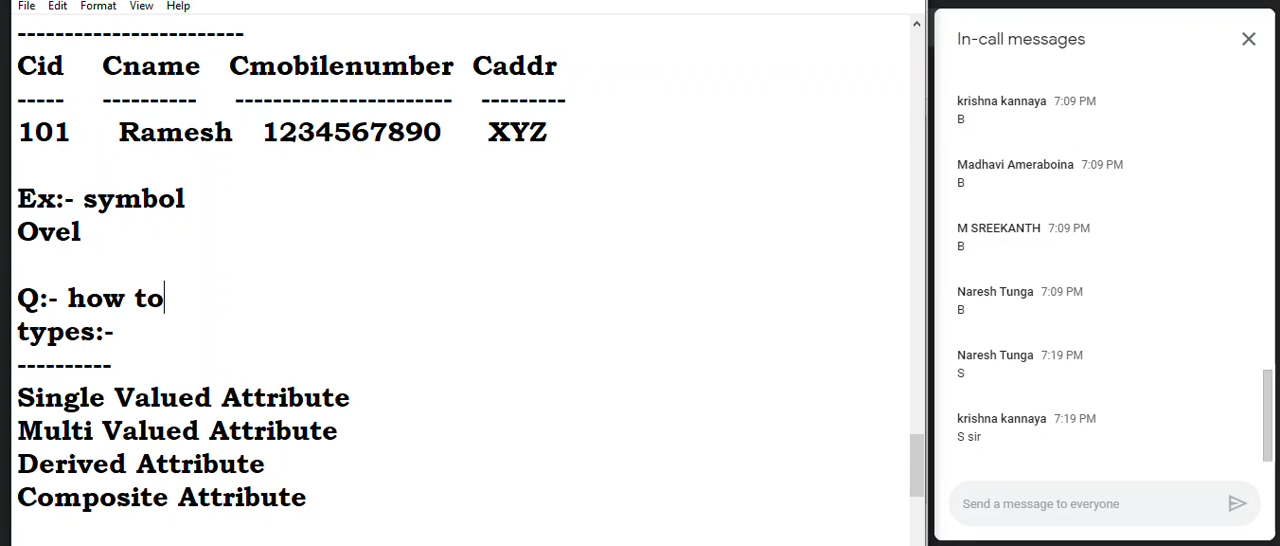 File Edit Format View Help
-----------------------
Cid Cname Cmobilenumber Caddr
----- ---------- ----------------------- ---------
101 Ramesh 1234567890 XYZ
Ex:- symbol
Ovel
Q:- how to
types:-
----------
Single Valued Attribute
Multi Valued Attribute
Derived Attribute
Composite Attribute
In-call messages
krishna kannaya 7:09 PM
B
Madhavi Ameraboina 7:09 PM
B
M SREEKANTH 7:09 PM
B
Naresh Tunga 7:09 PM
B
Naresh Tunga 7:19 PM
S
krishna kannaya 7:19 PM
S sir
Send a message to everyone